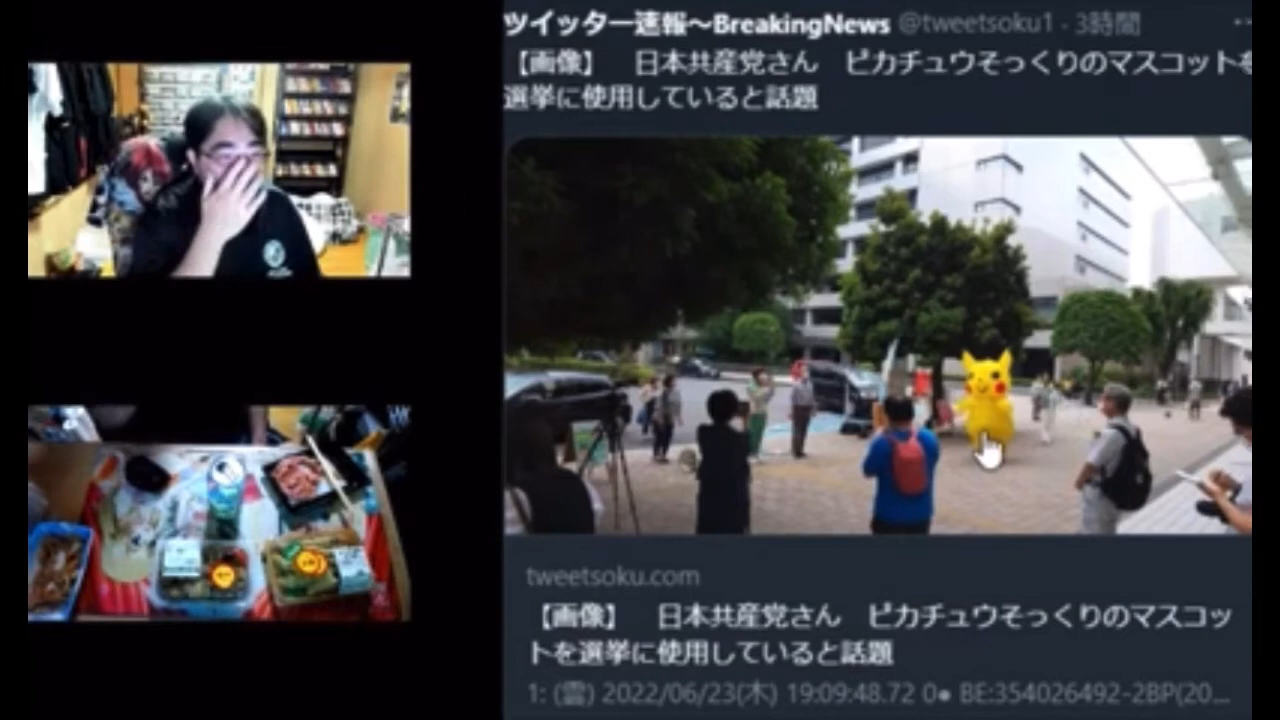 ツイッター速報〜BreakingNews @tweetsoku1 · 3時間
【画像】　日本共産党さん　ピカチュウそっくりのマスコットを
選挙に使用していると話題
tweetsoku.com
【画像】　日本共産党さん　ピカチュウそっくりのマスコッ
トを選挙に使用していると話題
1: (雲) 2022/06/23(木) 19:09:48.72 0● BE:354026492-2BP(20...